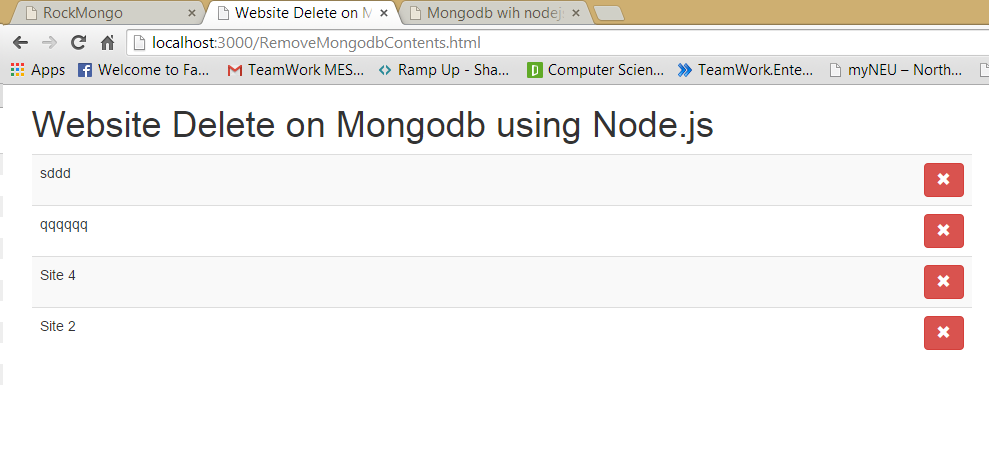 RockMongo
Website Delete on M
Mongodb wih nodej
localhost:3000/RemoveMongodbContents.html
Apps
Welcome to Fa...
TeamWork MES...
Ramp Up - Sha...
Computer Scien...
TeamWork.Ente...
myNEU – North...
Website Delete on Mongodb using Node.js
sddd
qqqqqq
Site 4
Site 2